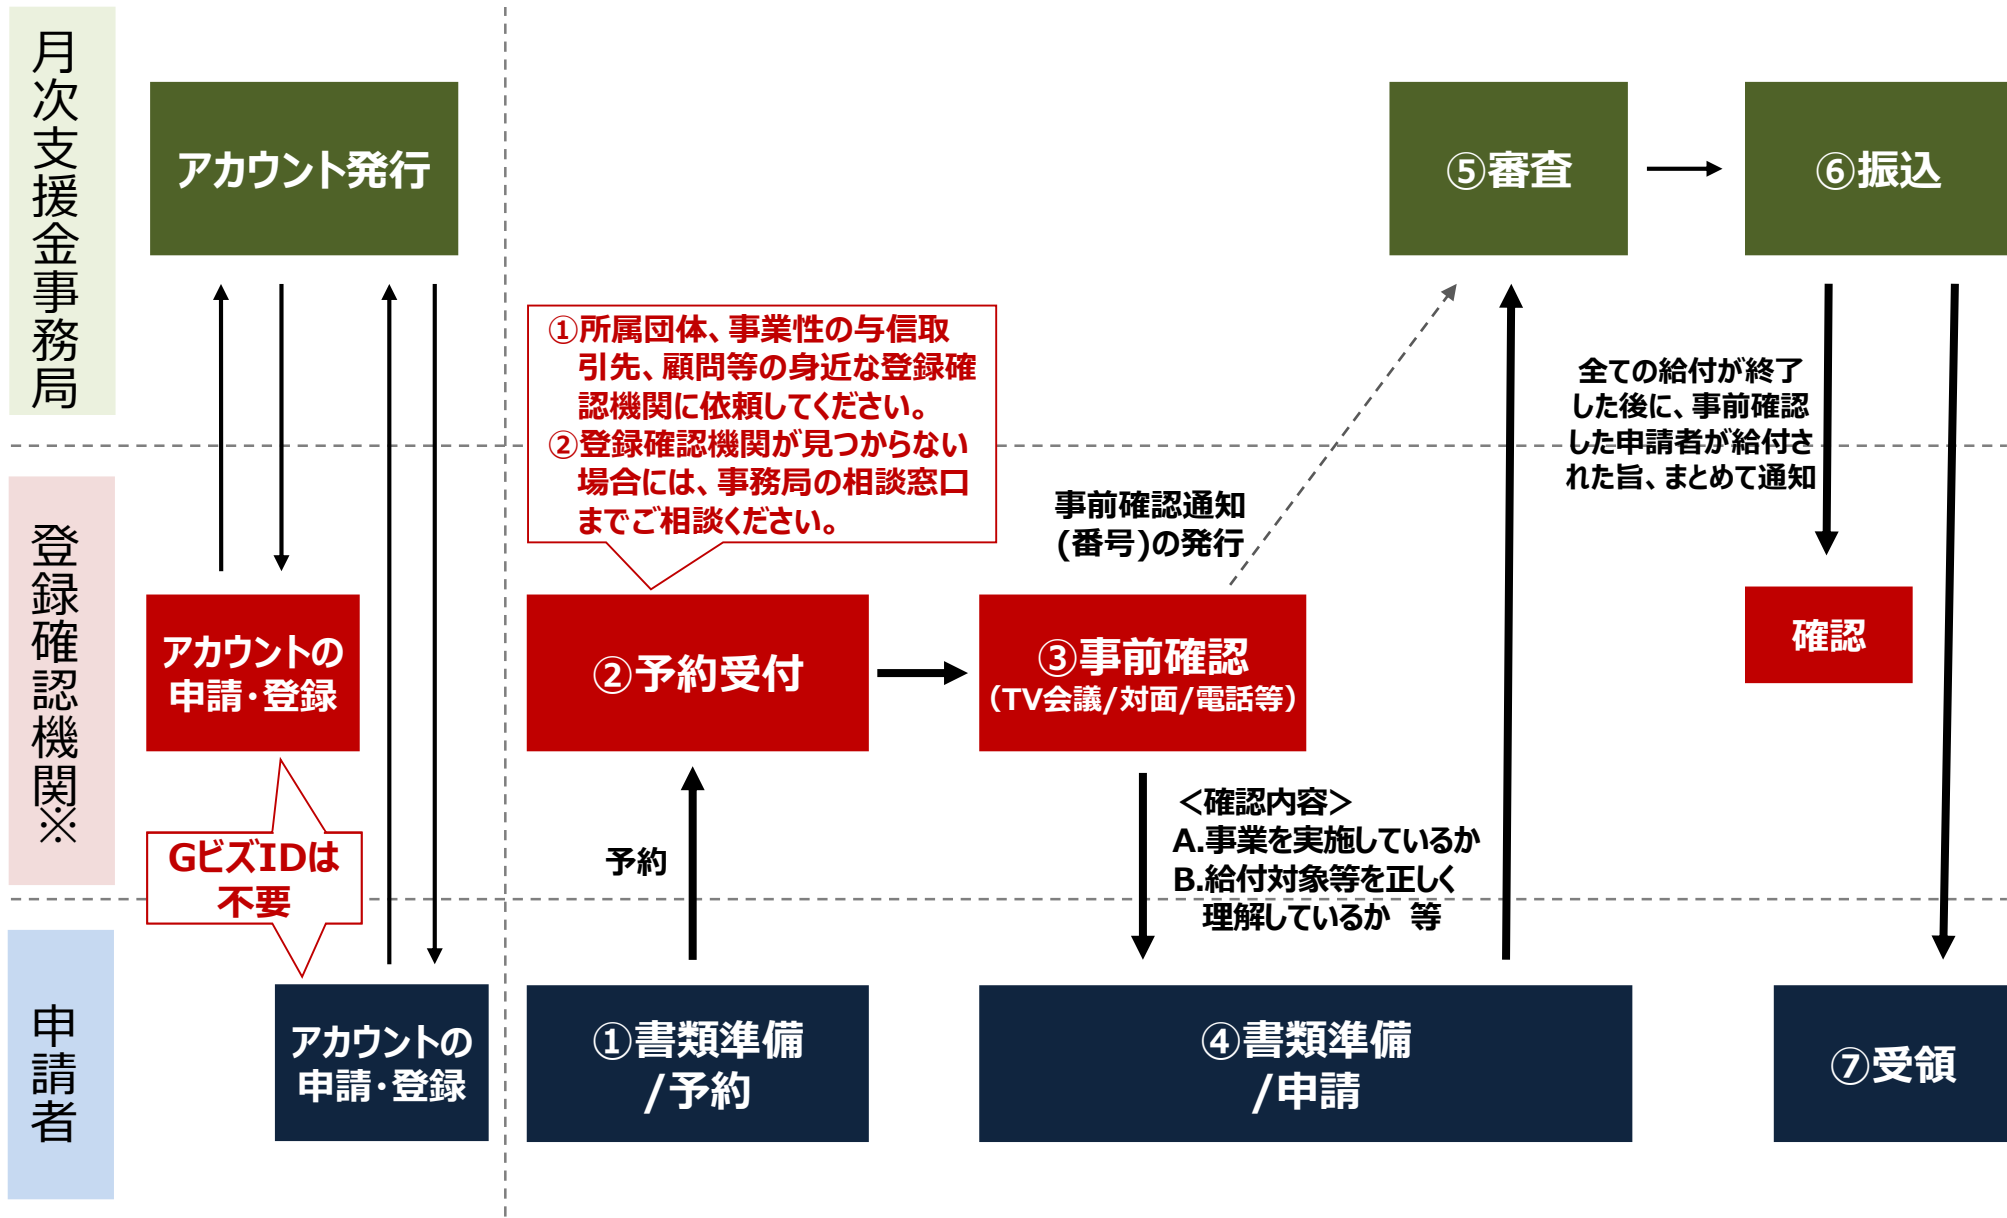 月次支援金事務局
アカウント発行
⑤審査
⑥振込
①所属団体、事業性の与信取
引先、顧問等の身近な登録確
認機関に依頼してください。
②登録確認機関が見つからない
場合には、事務局の相談窓口
までご相談ください。
全ての給付が終了
した後に、事前確認
した申請者が給付さ
れた旨、まとめて通知
事前確認通知
(番号)の発行
登録確認機関※
アカウントの
申請・登録
②予約受付
③事前確認
（TV会議/対面/電話等）
確認
GビズIDは
不要
予約
＜確認内容＞
A.事業を実施しているか
B.給付対象等を正しく
理解しているか　等
申請者
アカウントの
申請・登録
①書類準備
/予約
④書類準備
/申請
⑦受領